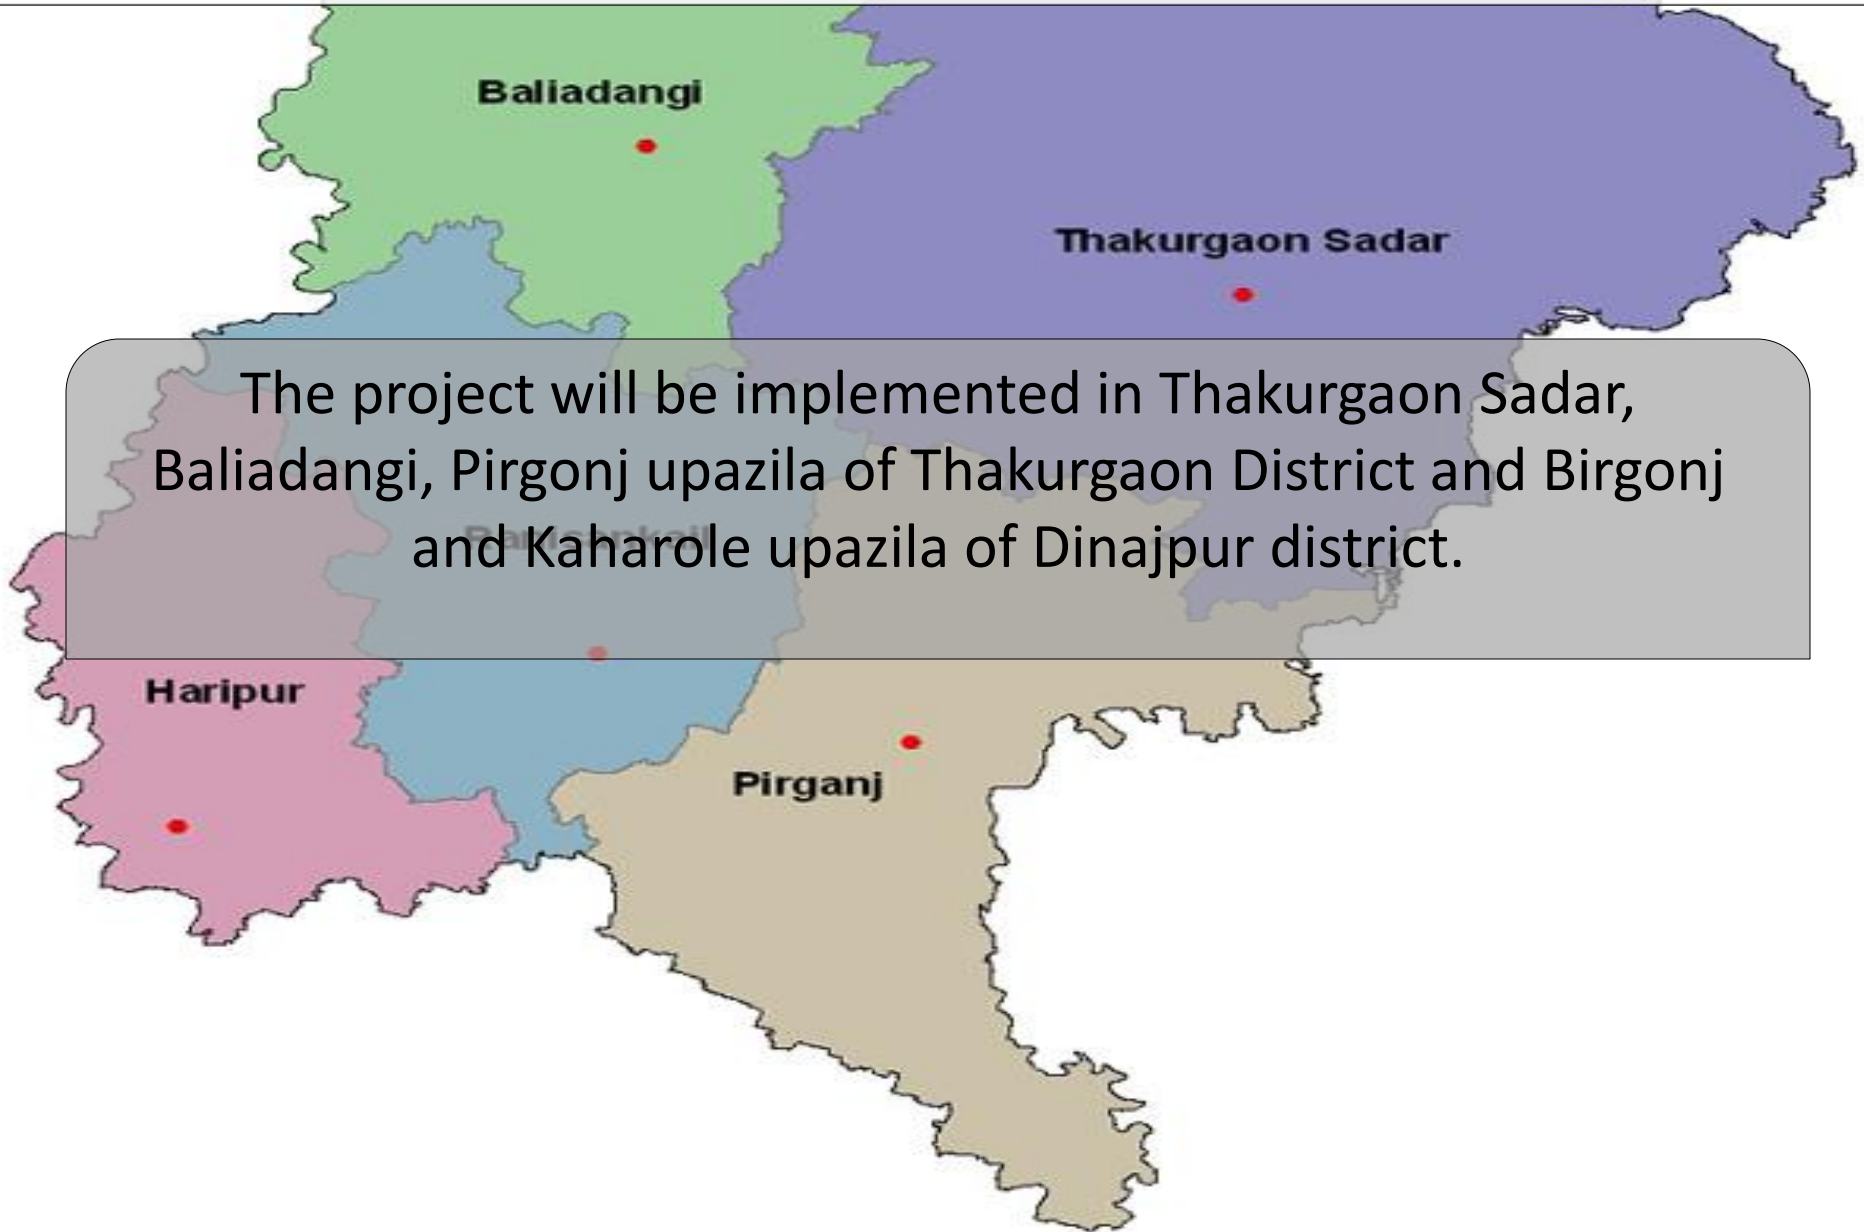 Baliadangi
Thakurgaon Sadar
The project will be implemented in Thakurgaon Sadar,
Baliadangi, Pirgonj upazila of Thakurgaon District and Birgonj
and Kaharole upazila of Dinajpur district.
Haripur
Pirganj